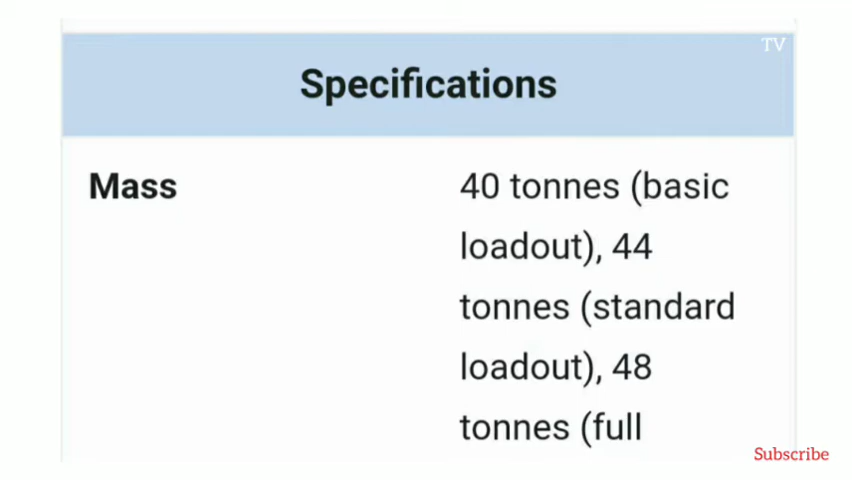 TV
Specifications
Mass
40 tonnes (basic
loadout), 44
tonnes (standard
loadout), 48
tonnes (full
Subscribe